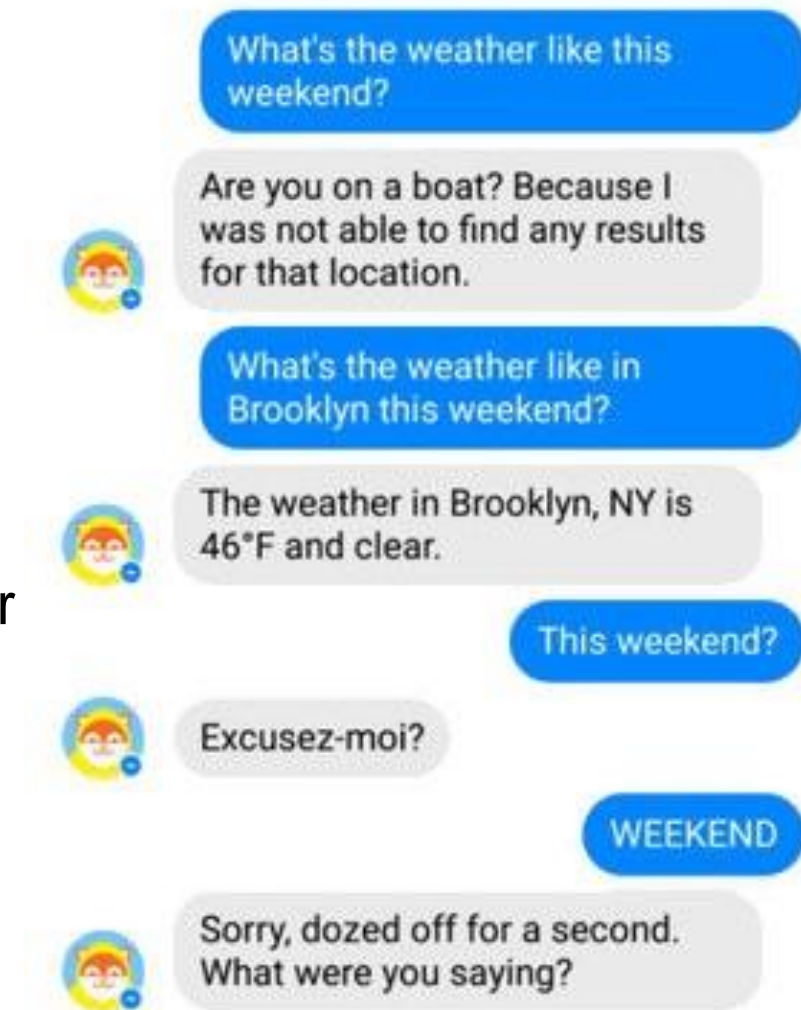 What's the weather like this
weekend?
Are you on a boat? Because I
was not able to find any results
for that location.
What's the weather like in
Brooklyn this weekend?
The weather in Brooklyn, NY is
46°F and clear.
r
This weekend?
Excusez-moi?
WEEKEND
Sorry, dozed off for a second.
What were you saying?